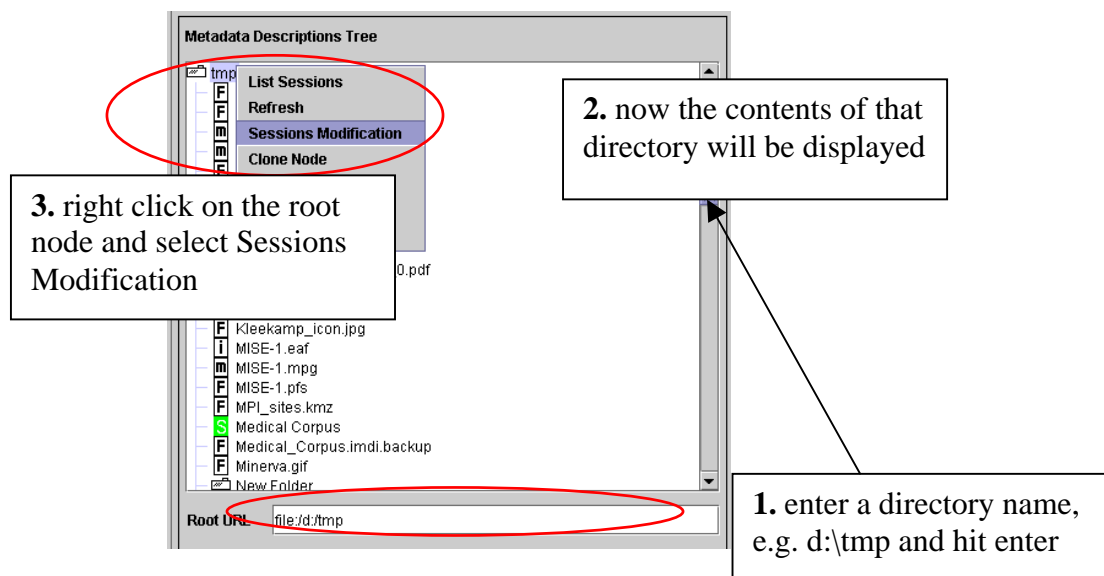 Metadata Descriptions Tree
tmp
List Sessions
Refresh
Sessions Modification
Clone Node
2. now the contents of that
directory will be displayed
3. right click on the root
node and select Sessions
Modification
0.pdf
Kleekamp_icon.jpg
MISE-1.eaf
MISE-1.mpg
MISE-1.pfs
MPI_sites.kmz
S Medical Corpus
Medical_Corpus.imdi.backup
Minerva.gif
New Folder
Root URL file:/d:/tmp
1. enter a directory name,
e.g. d:\tmp and hit enter